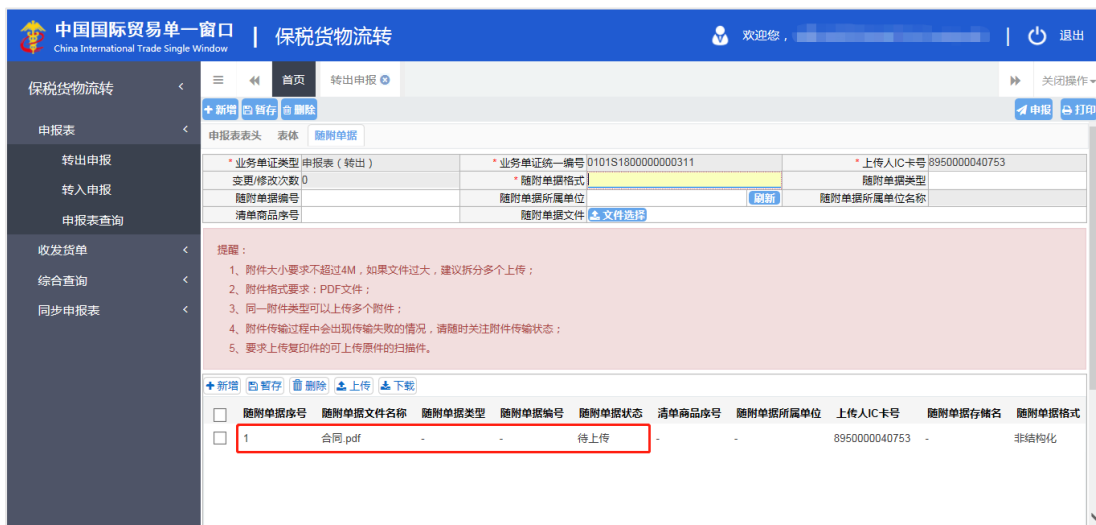 中国国际贸易单一窗口 | 保税货物流转 欢迎您， | 退出
China International Trade Single Window
保税货物流转 首页 转出申报 关闭操作
+新增 暂存 删除 申报 打印
申报表 申报表表头 表体 随附单据
转出申报
转入申报
申报表查询
收发货单
综合查询
同步申报表
*业务单证类型 申报表（转出） *业务单证统一编号 0101S1800000000311 *上传人IC卡号 8950000040753
变更/修改次数 0 *随附单据格式 随附单据类型
随附单据编号 随附单据所属单位 刷新 随附单据所属单位名称
清单商品序号 随附单据文件 文件选择
提醒：
1、附件大小要求不超过4M，如果文件过大，建议拆分多个上传；
2、附件格式要求：PDF文件；
3、同一附件类型可以上传多个附件；
4、附件传输过程中会出现传输失败的情况，请随时关注附件传输状态；
5、要求上传复印件的可上传原件的扫描件。
+新增 暂存 删除 上传 下载
随附单据序号 随附单据文件名称 随附单据类型 随附单据编号 随附单据状态 清单商品序号 随附单据所属单位 上传人IC卡号 随附单据存储名 随附单据格式
1 合同.pdf - - 待上传 - - 8950000040753 - 非结构化